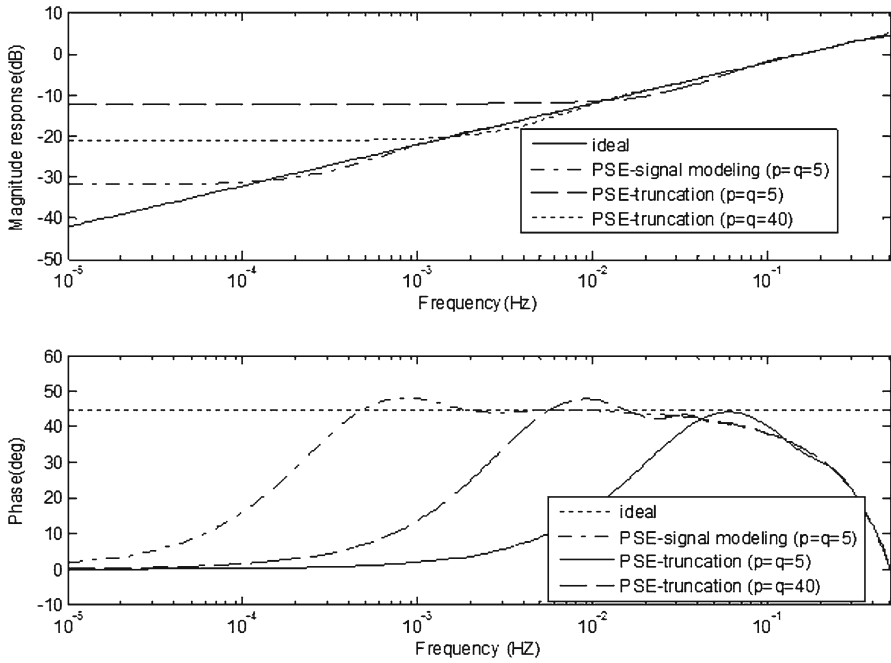 10
0
-10
-20
-30
-40
-50
Magnitude response(dB)
ideal
PSE-signal modeling (p=q=5)
PSE-truncation (p=q=5)
PSE-truncation (p=q=40)
10^-5
10^-4
10^-3
10^-2
10^-1
Frequency(Hz)
60
50
40
30
20
10
0
-10
Phase(deg)
ideal
PSE-signal modeling (p=q=5)
PSE-truncation (p=q=5)
PSE-truncation (p=q=40)
10^-5
10^-4
10^-3
10^-2
10^-1
Frequency (HZ)